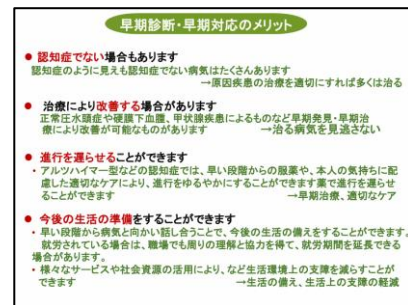 早期診断・早期対応のメリット
● 認知症でない場合もあります
認知症のように見えも認知症でない病気はたくさんあります
→原因疾患の治療を適切にすれば多くは治る
● 治療により改善する場合があります
正常圧水頭症や硬膜下血腫、甲状腺疾患によるものなど早期発見・早期治
療により改善が可能なものがあります →治る病気を見逃さない
● 進行を遅らせることができます
・アルツハイマー型などの認知症では、早い段階からの服薬や、本人の気持ちに配
慮した適切なケアにより、進行をゆるやかにすることができます薬で進行を遅らせ
ることができます →早期治療、適切なケア
● 今後の生活の準備をすることができます
・早い段階から病気と向かい話し合うことで、今後の生活の備えをすることができます。
就労されている場合は、職場でも周りの理解と協力を得て、就労期間を延長できる
場合があります。
・様々なサービスや社会資源の活用により、など生活環境上の支障を減らすことが
できます →生活の備え、生活上の支障の軽減